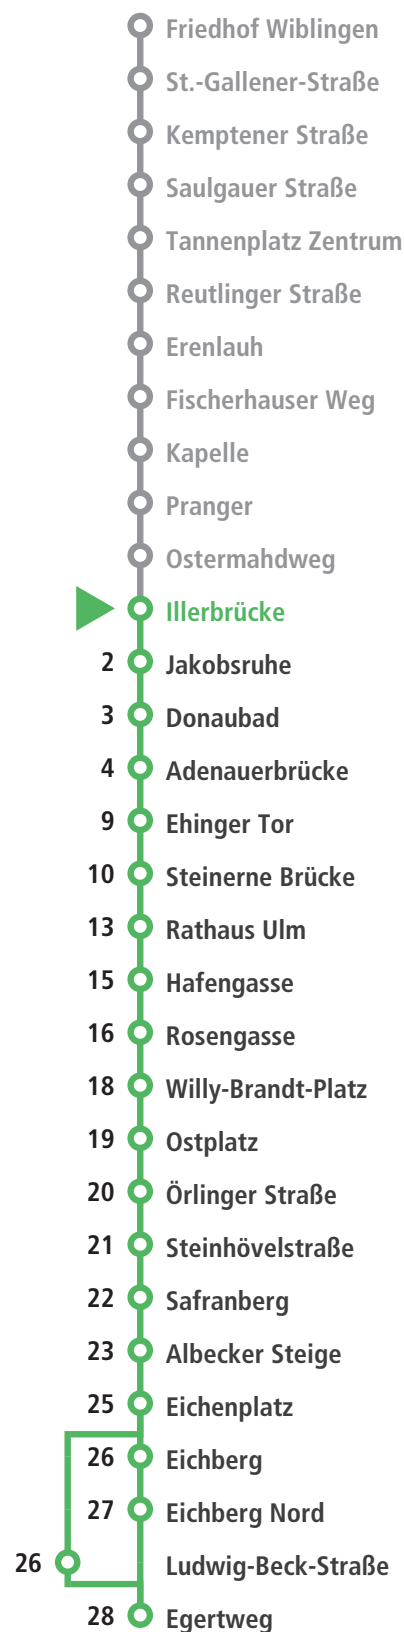 Friedhof Wiblingen
St.-Gallener-Straße
Kemptener Straße
Saulgauer Straße
Tannenplatz Zentrum
Reutlinger Straße
Erenlauh
Fischerhauser Weg
Kapelle
Pranger
Ostermahdweg
Illerbrücke
2 Jakobsruhe
3 Donaubad
4 Adenauerbrücke
9 Ehinger Tor
10 Steinerne Brücke
13 Rathaus Ulm
15 Hafengasse
16 Rosengasse
18 Willy-Brandt-Platz
19 Ostplatz
20 Örlinger Straße
21 Steinhövelstraße
22 Safranberg
23 Albecker Steige
25 Eichenplatz
26 Eichberg
27 Eichberg Nord
26 Ludwig-Beck-Straße
28 Egertweg